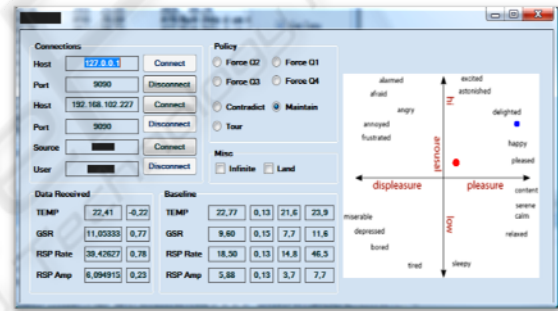 Connections
Host 127.0.0.1 Connect
Port 9090 Disconnect
Host 192.168.102.227 Connect
Port 9090 Disconnect
Source Connect
User Disconnect
Policy
Force Q2 Force Q1
Force Q3 Force Q4
Contradict Maintain
Tour
Misc
Infinite Land
Data Received
TEMP 22,41 -0,22
GSR 11,05333 0,77
RSP Rate 39,42627 0,78
RSP Amp 6,094915 0,23
Baseline
TEMP 22,77 0,13 21,6 23,9
GSR 9,60 0,15 7,7 11,6
RSP Rate 18,50 0,13 14,8 46,5
RSP Amp 5,88 0,13 3,7 7,7
alarmed
afraid
angry
annoyed
frustrated
hi
excited
astonished
delighted
happy
pleased
arousal
displeasure pleasure
content
serene
calm
relaxed
miserable
depressed
bored
tired
low
sleepy